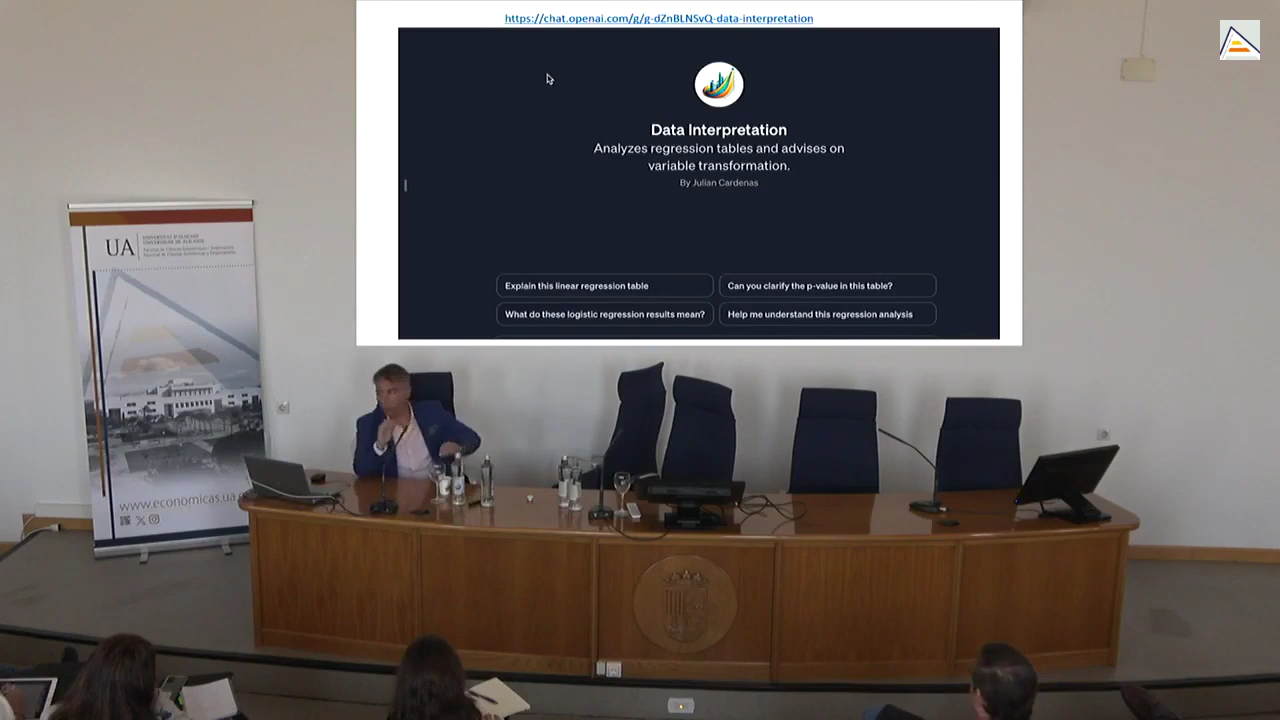 https://chat.openai.com/g/g-dZnBLNSvQ-data-interpretation
Data Interpretation
Analyzes regression tables and advises on
variable transformation.
By Julian Cardenas
Explain this linear regression table
Can you clarify the p-value in this table?
What do these logistic regression results mean?
Help me understand this regression analysis
UA
www.economicas.ua